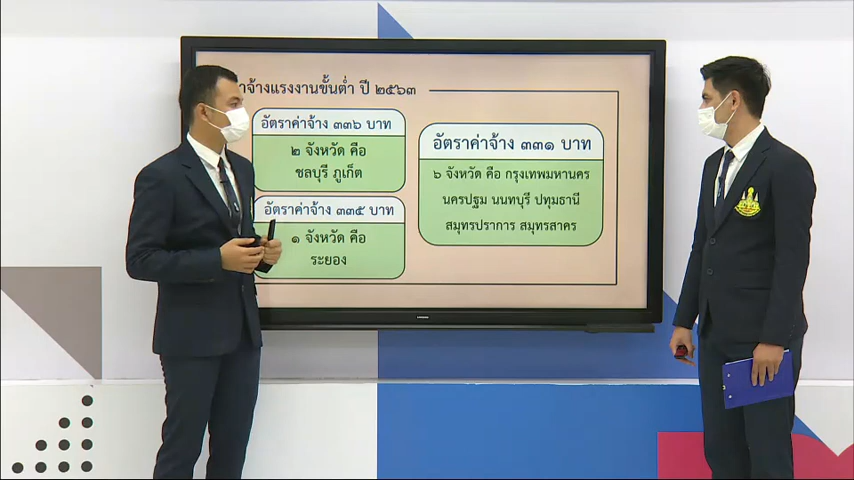 าจ้างแรงงานขั้นต่ำ ปี ๒๕๖๓
อัตราค่าจ้าง ๓๓๖ บาท
๒ จังหวัด คือ
ชลบุรี ภูเก็ต
อัตราค่าจ้าง ๓๓๕ บาท
๑ จังหวัด คือ
ระยอง
อัตราค่าจ้าง ๓๓๑ บาท
๖ จังหวัด คือ กรุงเทพมหานคร
นครปฐม นนทบุรี ปทุมธานี
สมุทรปราการ สมุทรสาคร